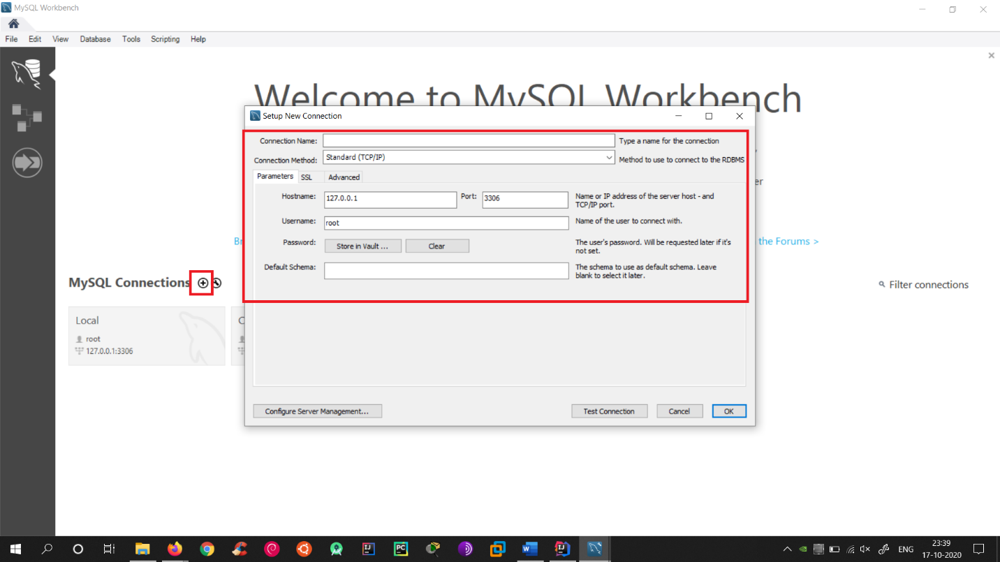 MySQL Workbench
File Edit View Database Tools Scripting Help
Welcome to MySQL Workbench
Setup New Connection
Connection Name: Type a name for the connection
Connection Method: Standard (TCP/IP) Method to use to connect to the RDBMS
Parameters SSL Advanced
Hostname: 127.0.0.1 Port: 3306 Name or IP address of the server host - and
TCP/IP port.
Username: root Name of the user to connect with.
Password: Store in Vault ... Clear The user's password. Will be requested later if it's
not set.
Default Schema: The schema to use as default schema. Leave
blank to select it later.
the Forums >
MySQL Connections
Filter connections
Local
root
127.0.0.1:3306
Configure Server Management... Test Connection Cancel OK
ENG
23:39
17-10-2020